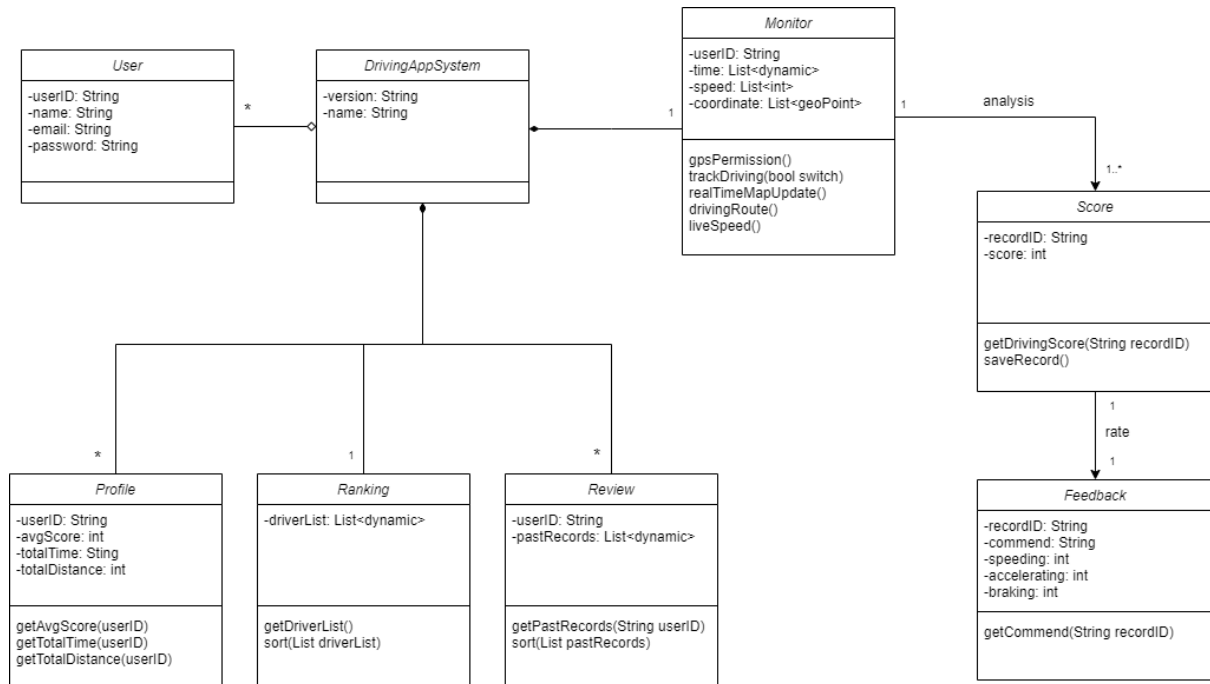 User
-userID: String
-name: String
-email: String
-password: String
*
DrivingAppSystem
-version: String
-name: String
1
Monitor
-userID: String
-time: List<dynamic>
-speed: List<int>
-coordinate: List<geoPoint>
gpsPermission()
trackDriving(bool switch)
realTimeMapUpdate()
drivingRoute()
liveSpeed()
1
analysis
1..*
Score
-recordID: String
-score: int
getDrivingScore(String recordID)
saveRecord()
1
rate
1
Feedback
-recordID: String
-commend: String
-speeding: int
-accelerating: int
-braking: int
getCommend(String recordID)
*
Profile
-userID: String
-avgScore: int
-totalTime: Sting
-totalDistance: int
getAvgScore(userID)
getTotalTime(userID)
getTotalDistance(userID)
1
Ranking
-driverList: List<dynamic>
getDriverList()
sort(List driverList)
*
Review
-userID: String
-pastRecords: List<dynamic>
getPastRecords(String userID)
sort(List pastRecords)